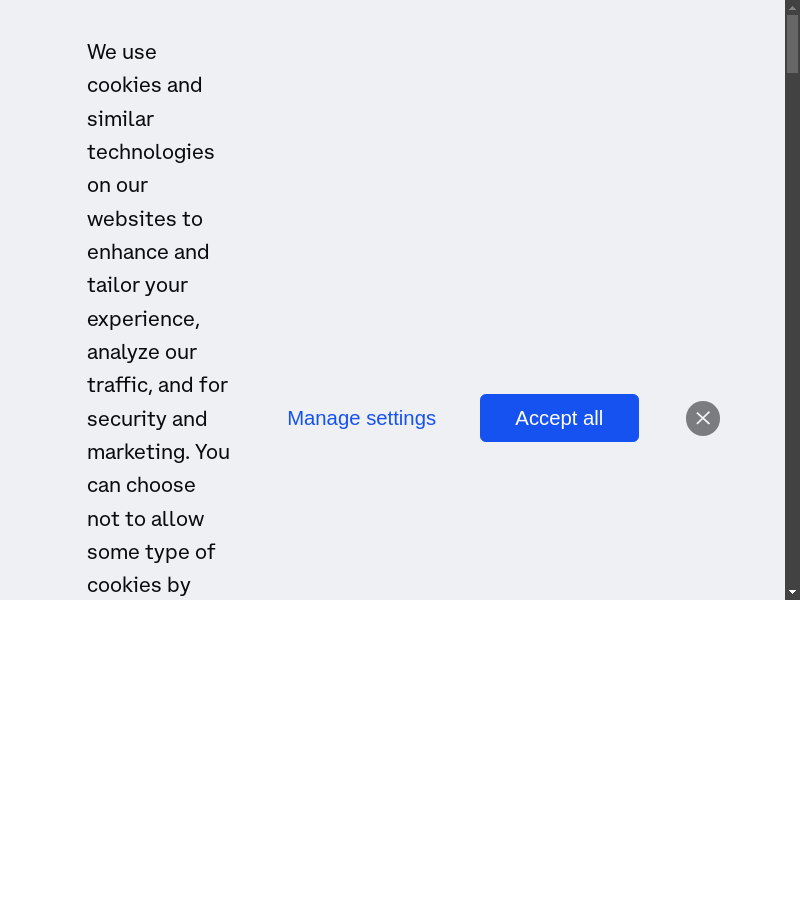 We use
cookies and
similar
technologies
on our
websites to
enhance and
tailor your
experience,
analyze our
traffic, and for
security and
marketing. You
can choose
not to allow
some type of
cookies by
Manage settings
Accept all